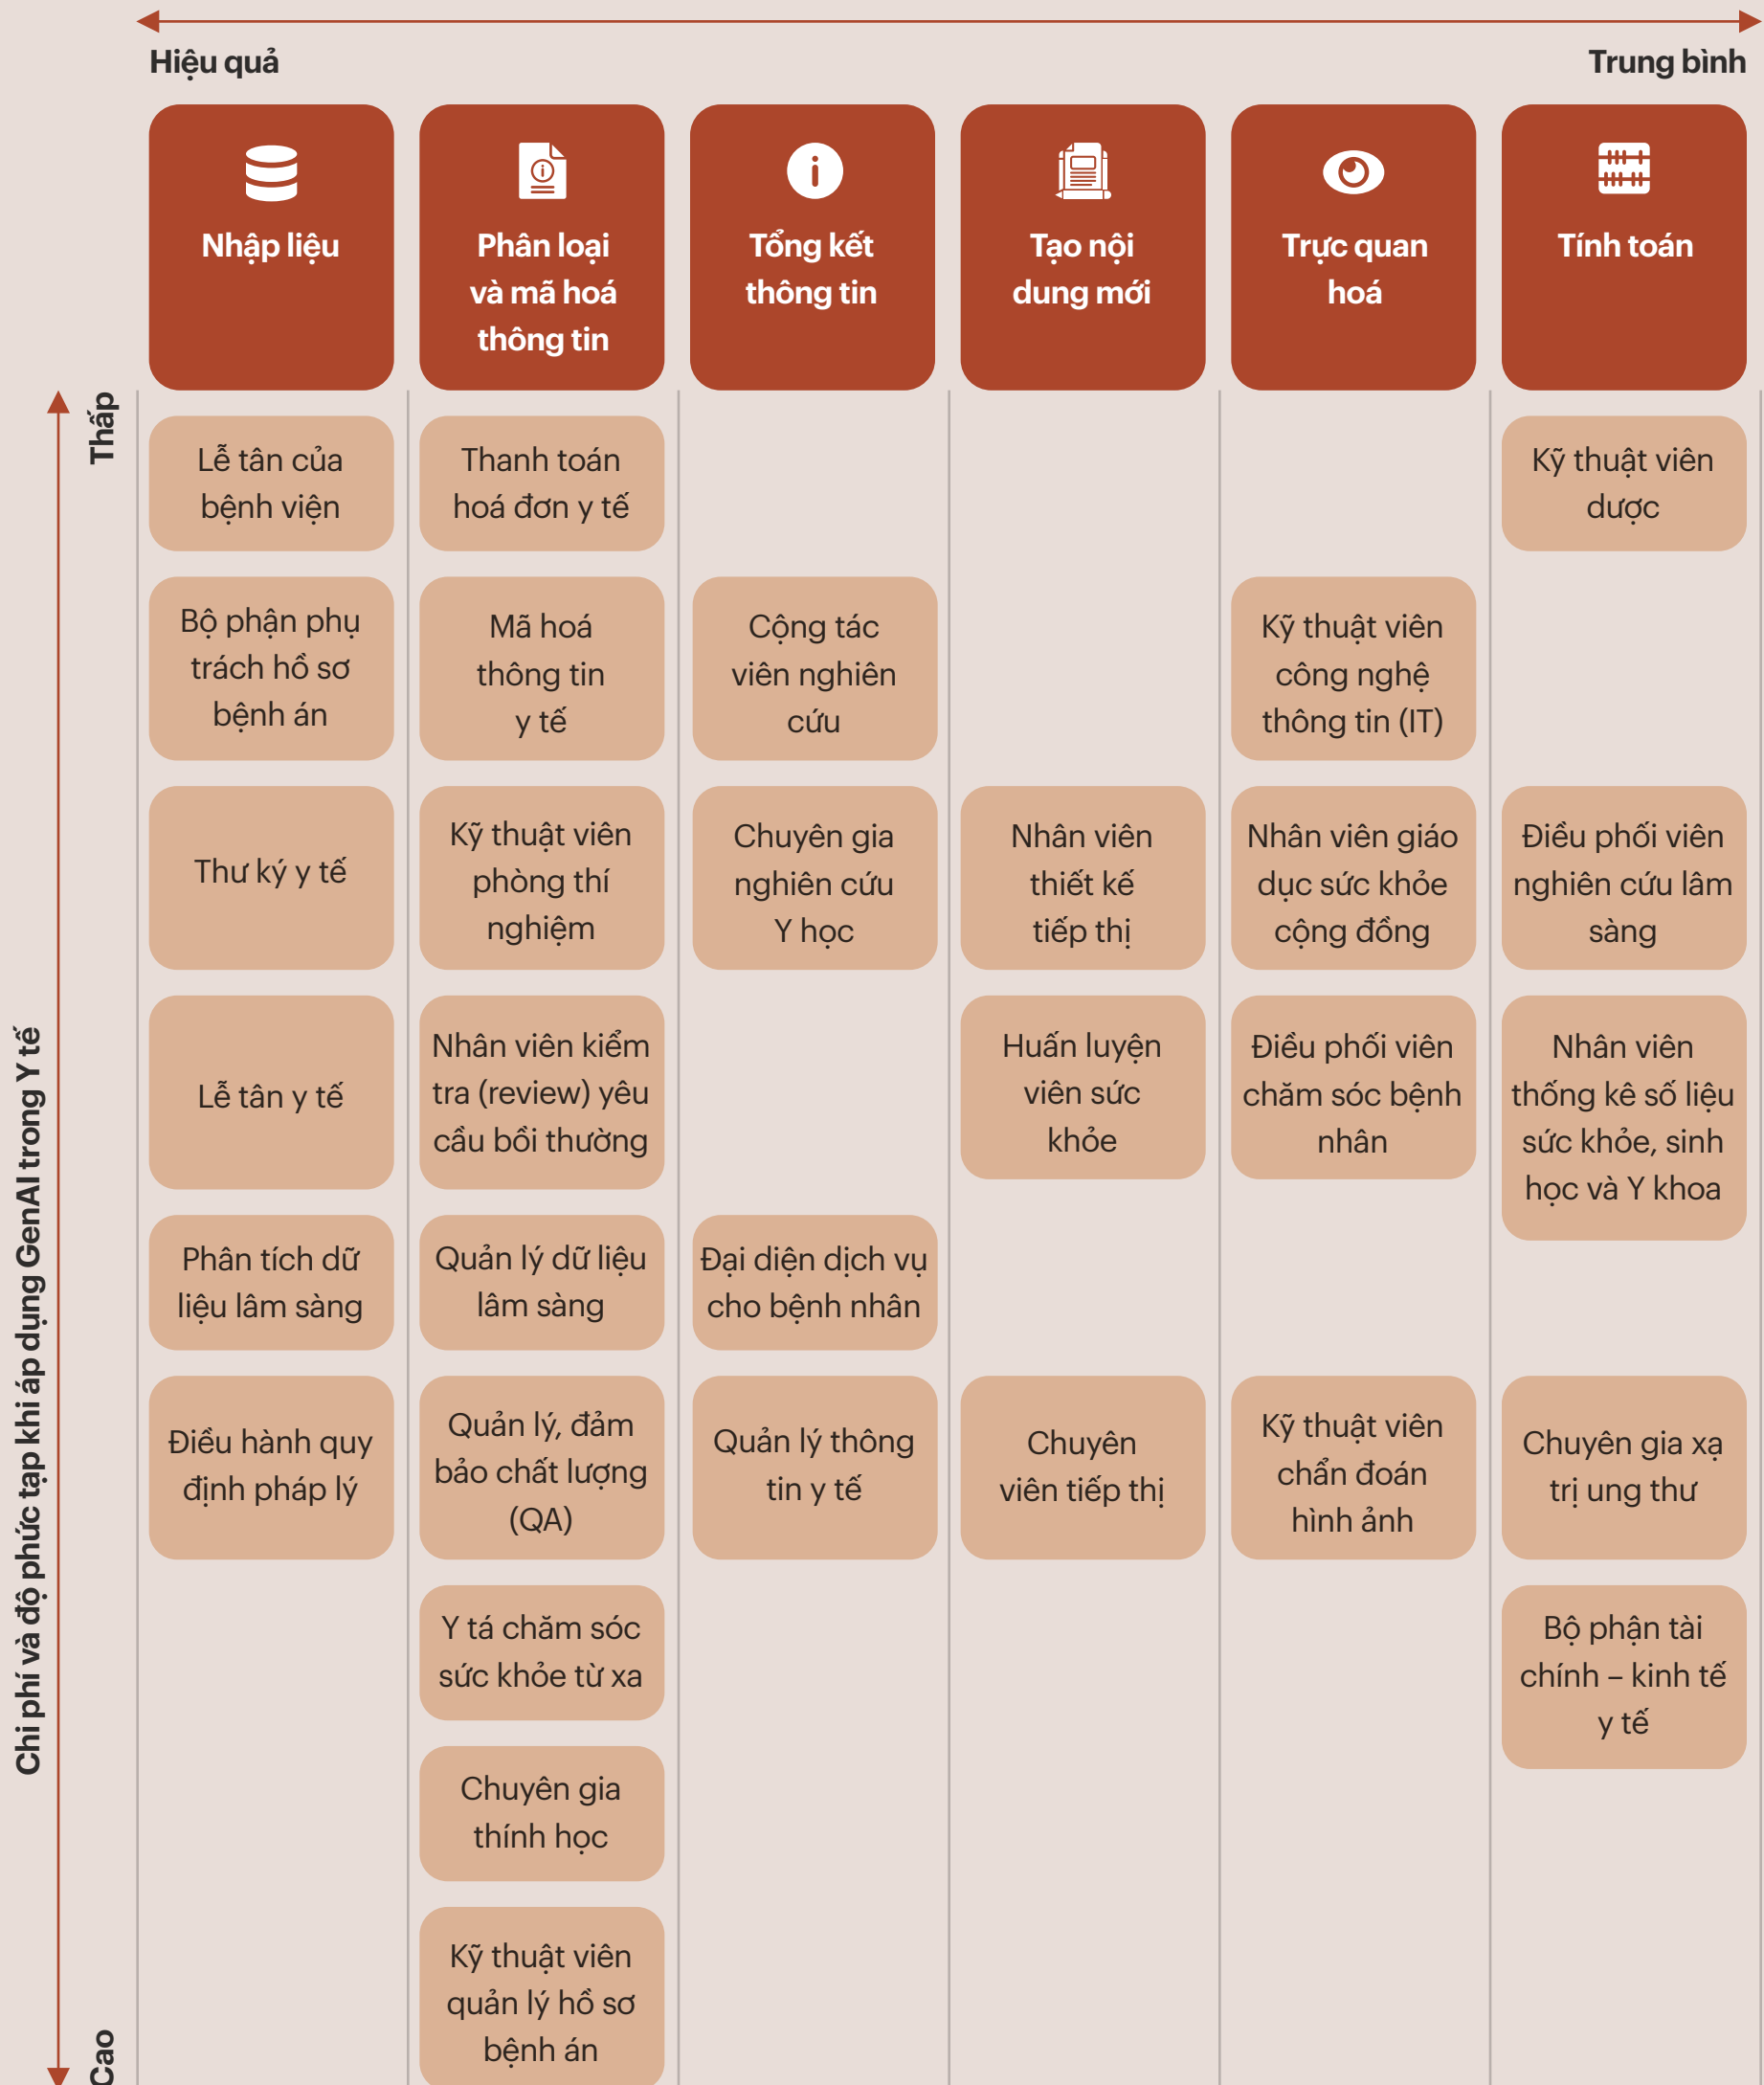 Hiệu quả
Trung bình
Nhập liệu
Phân loại
và mã hoá
thông tin
Tổng kết
thông tin
Tạo nội
dung mới
Trực quan
hoá
Tính toán
Chi phí và độ phức tạp khi áp dụng GenAI trong Y tế
Thấp
Cao
Lễ tân của
bệnh viện
Thanh toán
hoá đơn y tế
Kỹ thuật viên
dược
Bộ phận phụ
trách hồ sơ
bệnh án
Mã hoá
thông tin
y tế
Cộng tác
viên nghiên
cứu
Kỹ thuật viên
công nghệ
thông tin (IT)
Thư ký y tế
Kỹ thuật viên
phòng thí
nghiệm
Chuyên gia
nghiên cứu
Y học
Nhân viên
thiết kế
tiếp thị
Nhân viên giáo
dục sức khỏe
cộng đồng
Điều phối viên
nghiên cứu lâm
sàng
Lễ tân y tế
Nhân viên kiểm
tra (review) yêu
cầu bồi thường
Huấn luyện
viên sức
khỏe
Điều phối viên
chăm sóc bệnh
nhân
Nhân viên
thống kê số liệu
sức khỏe, sinh
học và Y khoa
Phân tích dữ
liệu lâm sàng
Quản lý dữ liệu
lâm sàng
Đại diện dịch vụ
cho bệnh nhân
Điều hành quy
định pháp lý
Quản lý, đảm
bảo chất lượng
(QA)
Quản lý thông
tin y tế
Chuyên
viên tiếp thị
Kỹ thuật viên
chẩn đoán
hình ảnh
Chuyên gia xạ
trị ung thư
Y tá chăm sóc
sức khỏe từ xa
Bộ phận tài
chính – kinh tế
y tế
Chuyên gia
thính học
Kỹ thuật viên
quản lý hồ sơ
bệnh án